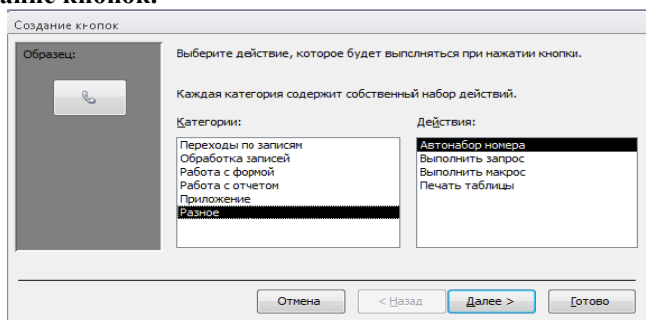 ание кнопок.
Создание кнопок
Образец:
Выберите действие, которое будет выполняться при нажатии кнопки.
Каждая категория содержит собственный набор действий.
Категории:
Действия:
Переходы по записям
Обработка записей
Работа с формой
Работа с отчетом
Приложение
Разное
Автонабор номера
Выполнить запрос
Выполнить макрос
Печать таблицы
Отмена
< Назад
Далее >
Готово